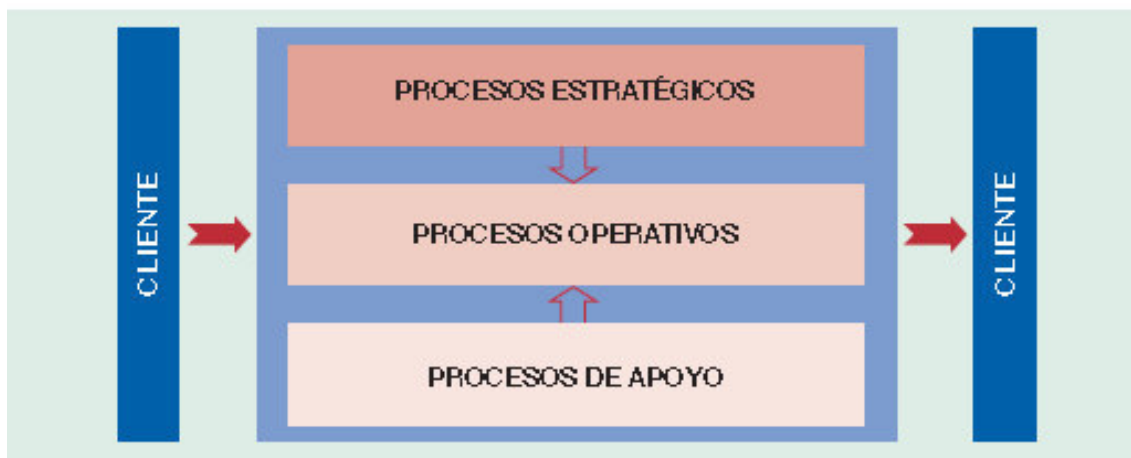 CLIENTE
PROCESOS ESTRATÉGICOS
PROCESOS OPERATIVOS
PROCESOS DE APOYO
CLIENTE